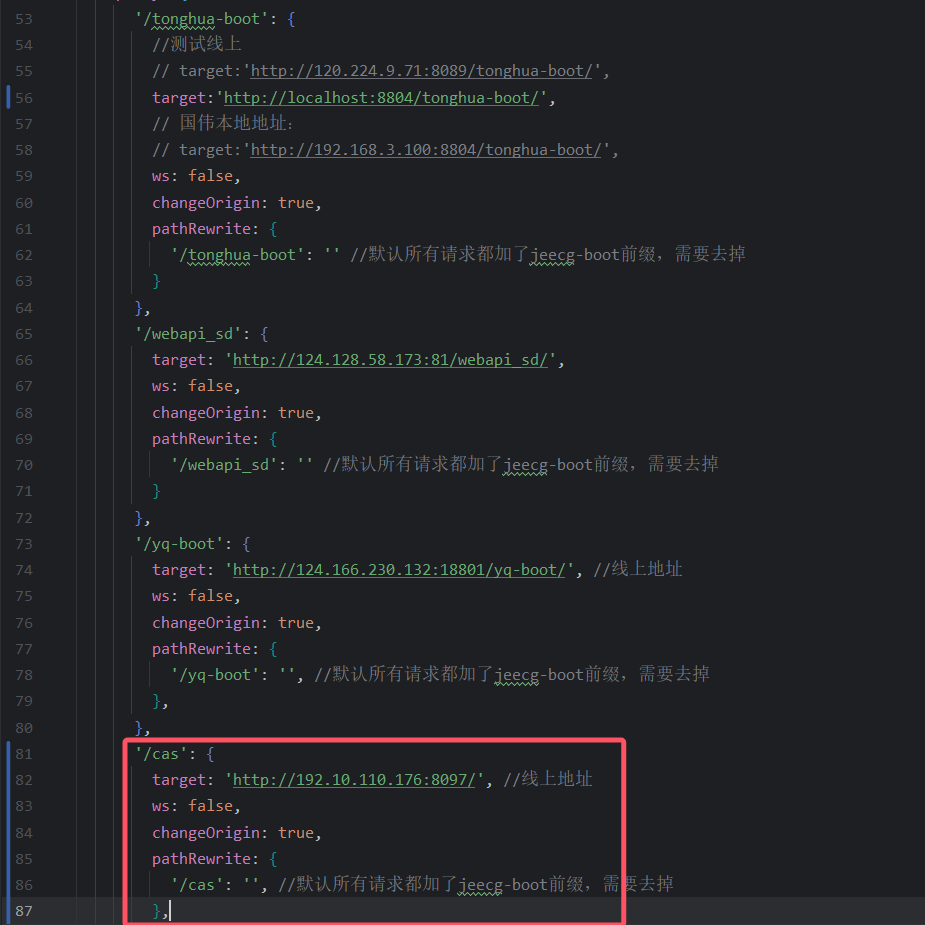 53 '/tonghua-boot': {
54 //测试线上
55 // target:'http://120.224.9.71:8089/tonghua-boot/',
56 target:'http://localhost:8804/tonghua-boot/',
57 // 国伟本地地址：
58 // target:'http://192.168.3.100:8804/tonghua-boot/',
59 ws: false,
60 changeOrigin: true,
61 pathRewrite: {
62 '/tonghua-boot': '' //默认所有请求都加了jeecg-boot前缀，需要去掉
63 }
64 },
65 '/webapi_sd': {
66 target: 'http://124.128.58.173:81/webapi_sd/',
67 ws: false,
68 changeOrigin: true,
69 pathRewrite: {
70 '/webapi_sd': '' //默认所有请求都加了jeecg-boot前缀，需要去掉
71 }
72 },
73 '/yq-boot': {
74 target: 'http://124.166.230.132:18801/yq-boot/', //线上地址
75 ws: false,
76 changeOrigin: true,
77 pathRewrite: {
78 '/yq-boot': '', //默认所有请求都加了jeecg-boot前缀，需要去掉
79 },
80 },
81 '/cas': {
82 target: 'http://192.10.110.176:8097/', //线上地址
83 ws: false,
84 changeOrigin: true,
85 pathRewrite: {
86 '/cas': '', //默认所有请求都加了jeecg-boot前缀，需要去掉
87 },